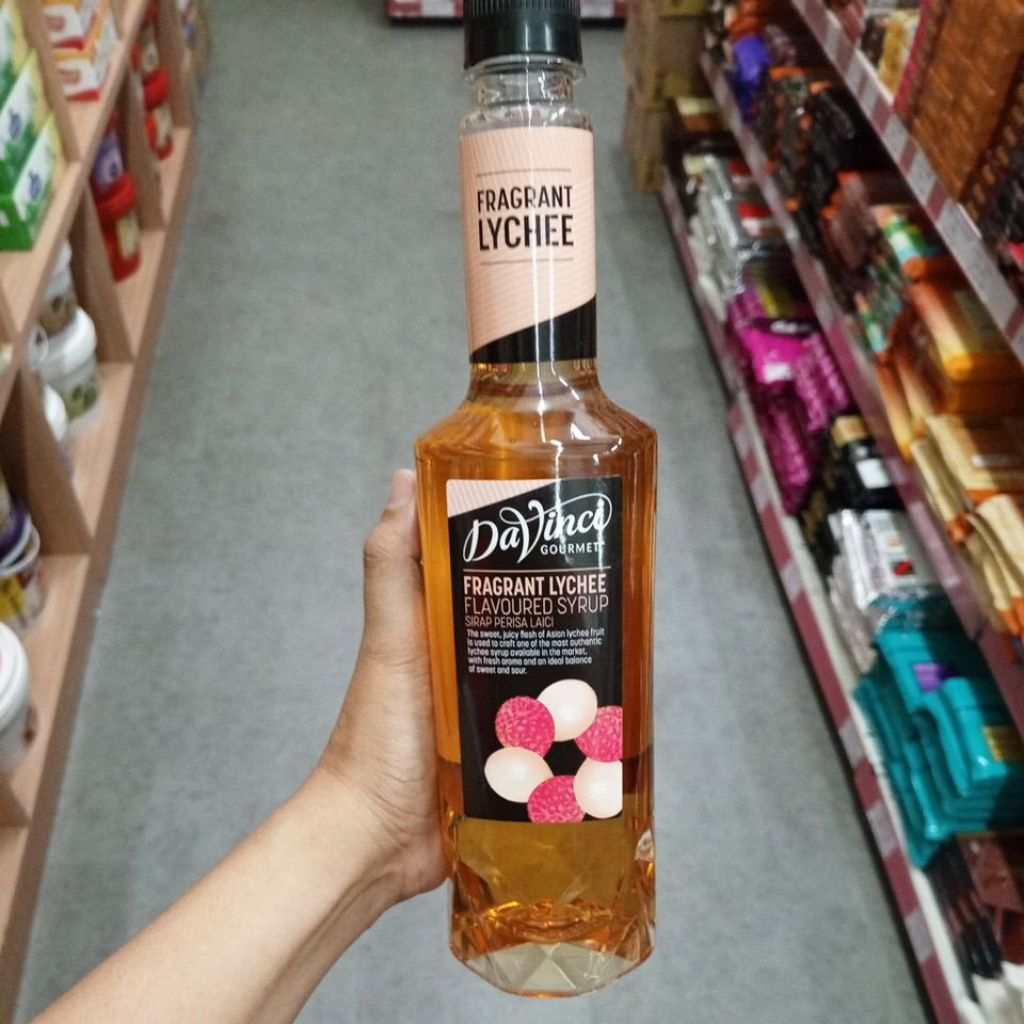 FRAGRANT
LYCHEE
DaVinci
GOURMET
FRAGRANT LYCHEE
FLAVOURED SYRUP
SIRAP PERISA LAICI
The sweet, juicy flesh of Asian lychee fruit
is used to craft one of the most authentic
lychee syrup available in the market,
with fresh aroma and an ideal balance
of sweet and sour.